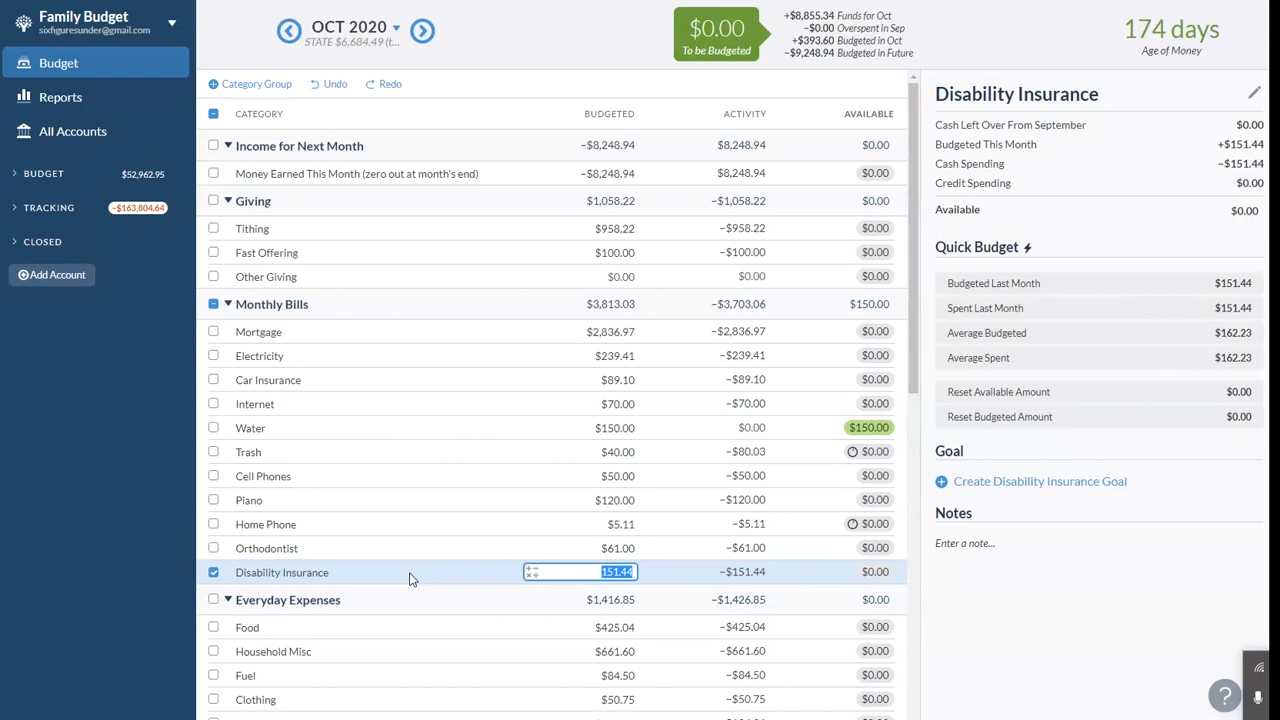 Family Budget
sixfiguresunder@gmail.com
Budget
Reports
All Accounts
BUDGET $52,962.95
TRACKING −$163,804.64
CLOSED
Add Account
OCT 2020
STATE $6,684.49 (t...
$0.00
To be Budgeted
+$8,855.34 Funds for Oct
−$0.00 Overspent in Sep
+$393.60 Budgeted in Oct
−$9,248.94 Budgeted in Future
174 days
Age of Money
Category Group Undo Redo
CATEGORY BUDGETED ACTIVITY AVAILABLE
Income for Next Month −$8,248.94 $8,248.94 $0.00
Money Earned This Month (zero out at month's end) −$8,248.94 $8,248.94 $0.00
Giving $1,058.22 −$1,058.22 $0.00
Tithing $958.22 −$958.22 $0.00
Fast Offering $100.00 −$100.00 $0.00
Other Giving $0.00 $0.00 $0.00
Monthly Bills $3,813.03 −$3,703.06 $150.00
Mortgage $2,836.97 −$2,836.97 $0.00
Electricity $239.41 −$239.41 $0.00
Car Insurance $89.10 −$89.10 $0.00
Internet $70.00 −$70.00 $0.00
Water $150.00 $0.00 $150.00
Trash $40.00 −$80.03 $0.00
Cell Phones $50.00 −$50.00 $0.00
Piano $120.00 −$120.00 $0.00
Home Phone $5.11 −$5.11 $0.00
Orthodontist $61.00 −$61.00 $0.00
Disability Insurance 151.44 −$151.44 $0.00
Everyday Expenses $1,416.85 −$1,426.85 $0.00
Food $425.04 −$425.04 $0.00
Household Misc $661.60 −$661.60 $0.00
Fuel $84.50 −$84.50 $0.00
Clothing $50.75 −$50.75 $0.00
Disability Insurance
Cash Left Over From September $0.00
Budgeted This Month +$151.44
Cash Spending −$151.44
Credit Spending $0.00
Available $0.00
Quick Budget
Budgeted Last Month $151.44
Spent Last Month $151.44
Average Budgeted $162.23
Average Spent $162.23
Reset Available Amount $0.00
Reset Budgeted Amount $0.00
Goal
Create Disability Insurance Goal
Notes
Enter a note...
?